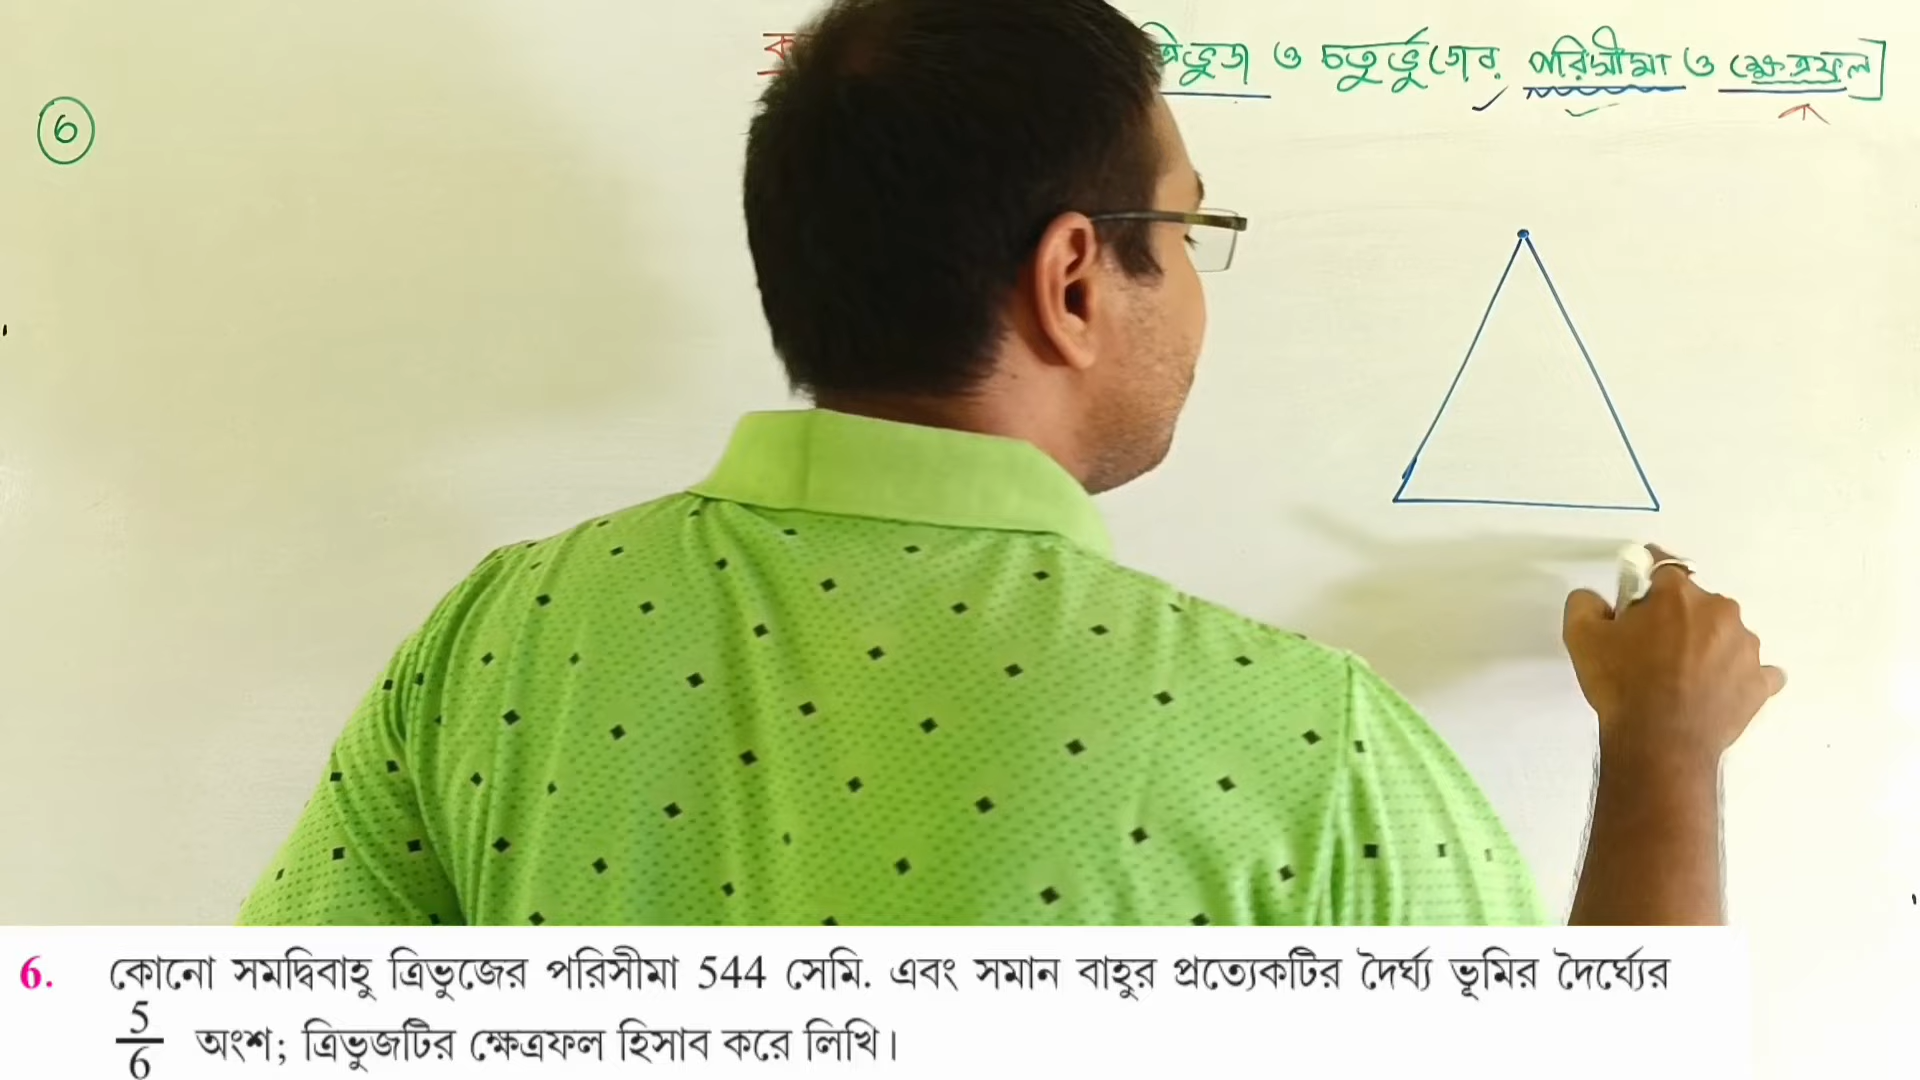 ত্রিভুজ ও চতুর্ভুজের পরিসীমা ও ক্ষেত্রফল]
6
6. কোনো সমদ্বিবাহু ত্রিভুজের পরিসীমা 544 সেমি. এবং সমান বাহুর প্রত্যেকটির দৈর্ঘ্য ভূমির দৈর্ঘ্যের
5/6 অংশ; ত্রিভুজটির ক্ষেত্রফল হিসাব করে লিখি।